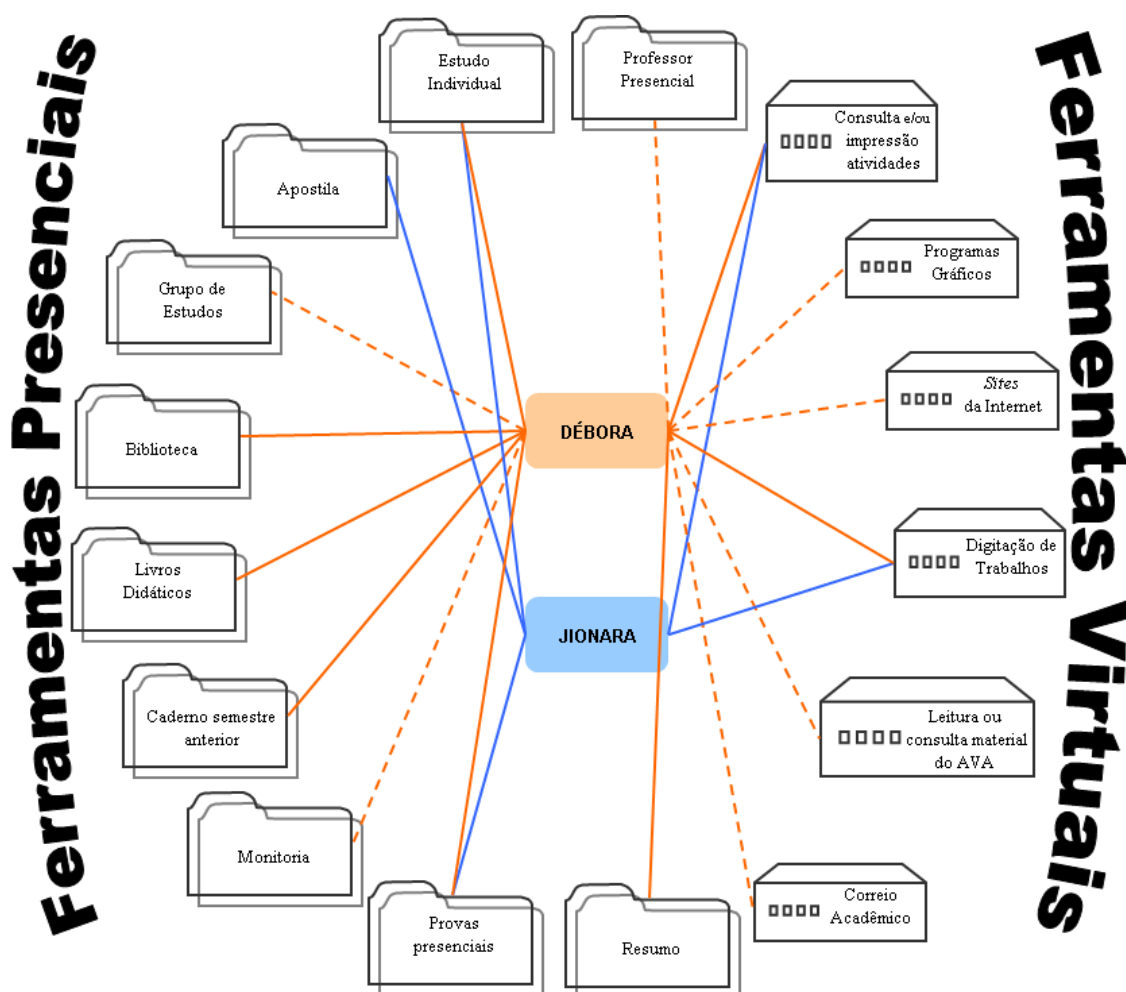 Ferramentas Presenciais
Estudo
Individual
Professor
Presencial
Ferramentas Virtuais
Consulta e/ou
impressão
atividades
Apostila
Programas
Gráficos
Grupo de
Estudos
Sites
da Internet
DÉBORA
Biblioteca
Digitação de
Trabalhos
Livros
Didáticos
JIONARA
Caderno semestre
anterior
Leitura ou
consulta material
do AVA
Monitoria
Correio
Acadêmico
Provas
presenciais
Resumo